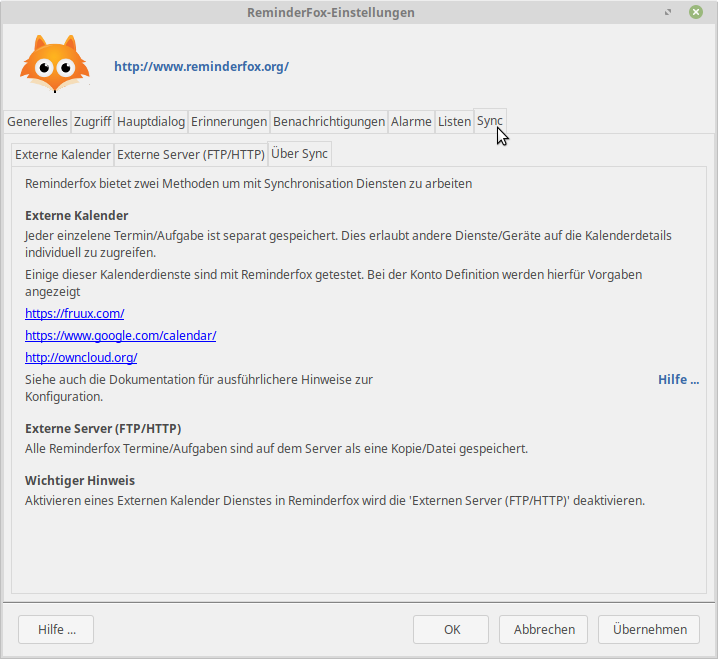 ReminderFox-Einstellungen
http://www.reminderfox.org/
Generelles Zugriff Hauptdialog Erinnerungen Benachrichtigungen Alarme Listen Sync
Externe Kalender Externe Server (FTP/HTTP) Über Sync
Reminderfox bietet zwei Methoden um mit Synchronisation Diensten zu arbeiten
Externe Kalender
Jeder einzelene Termin/Aufgabe ist separat gespeichert. Dies erlaubt andere Dienste/Geräte auf die Kalenderdetails
individuell zu zugreifen.
Einige dieser Kalenderdienste sind mit Reminderfox getestet. Bei der Konto Definition werden hierfür Vorgaben
angezeigt
https://fruux.com/
https://www.google.com/calendar/
http://owncloud.org/
Siehe auch die Dokumentation für ausführlichere Hinweise zur
Konfiguration.
Hilfe ...
Externe Server (FTP/HTTP)
Alle Reminderfox Termine/Aufgaben sind auf dem Server als eine Kopie/Datei gespeichert.
Wichtiger Hinweis
Aktivieren eines Externen Kalender Dienstes in Reminderfox wird die 'Externen Server (FTP/HTTP)' deaktivieren.
Hilfe ... OK Abbrechen Übernehmen